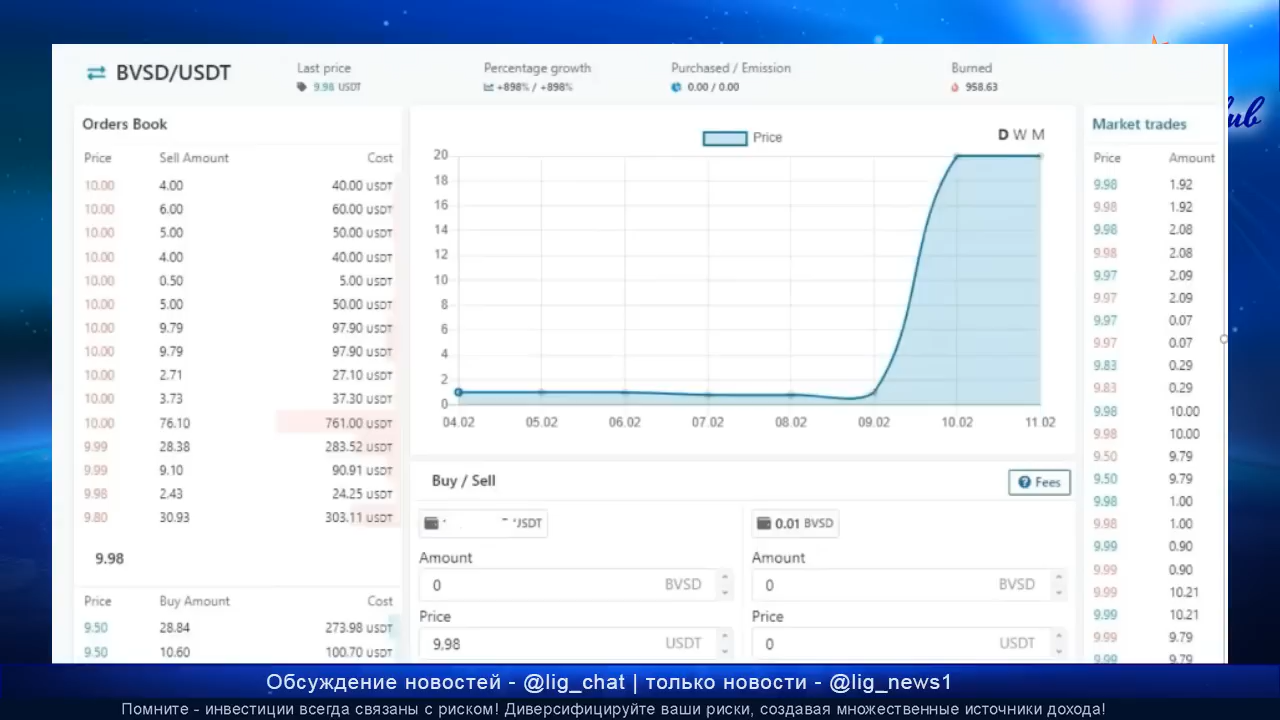 BVSD/USDT
Last price
9.98 USDT
Percentage growth
+898% / +898%
Purchased / Emission
0.00 / 0.00
Burned
958.63
ub
Orders Book
Price Sell Amount Cost
10.00 4.00 40.00 USDT
10.00 6.00 60.00 USDT
10.00 5.00 50.00 USDT
10.00 4.00 40.00 USDT
10.00 0.50 5.00 USDT
10.00 5.00 50.00 USDT
10.00 9.79 97.90 USDT
10.00 9.79 97.90 USDT
10.00 2.71 27.10 USDT
10.00 3.73 37.30 USDT
10.00 76.10 761.00 USDT
9.99 28.38 283.52 USDT
9.99 9.10 90.91 USDT
9.98 2.43 24.25 USDT
9.80 30.93 303.11 USDT
9.98
Price Buy Amount Cost
9.50 28.84 273.98 USDT
9.50 10.60 100.70 USDT
Price
D W M
20
18
16
14
12
10
8
6
4
2
0
04.02 05.02 06.02 07.02 08.02 09.02 10.02 11.02
Buy / Sell
Fees
USDT
Amount
0 BVSD
Price
9,98 USDT
0.01 BVSD
Amount
0 BVSD
Price
0 USDT
Market trades
Price Amount
9.98 1.92
9.98 1.92
9.98 2.08
9.98 2.08
9.97 2.09
9.97 2.09
9.97 0.07
9.97 0.07
9.83 0.29
9.83 0.29
9.98 10.00
9.98 10.00
9.50 9.79
9.50 9.79
9.98 1.00
9.98 1.00
9.99 0.90
9.99 0.90
9.99 10.21
9.99 10.21
9.99 9.79
9.99 9.79
Обсуждение новостей - @lig_chat | только новости - @lig_news1
Помните - инвестиции всегда связаны с риском! Диверсифицируйте ваши риски, создавая множественные источники дохода!